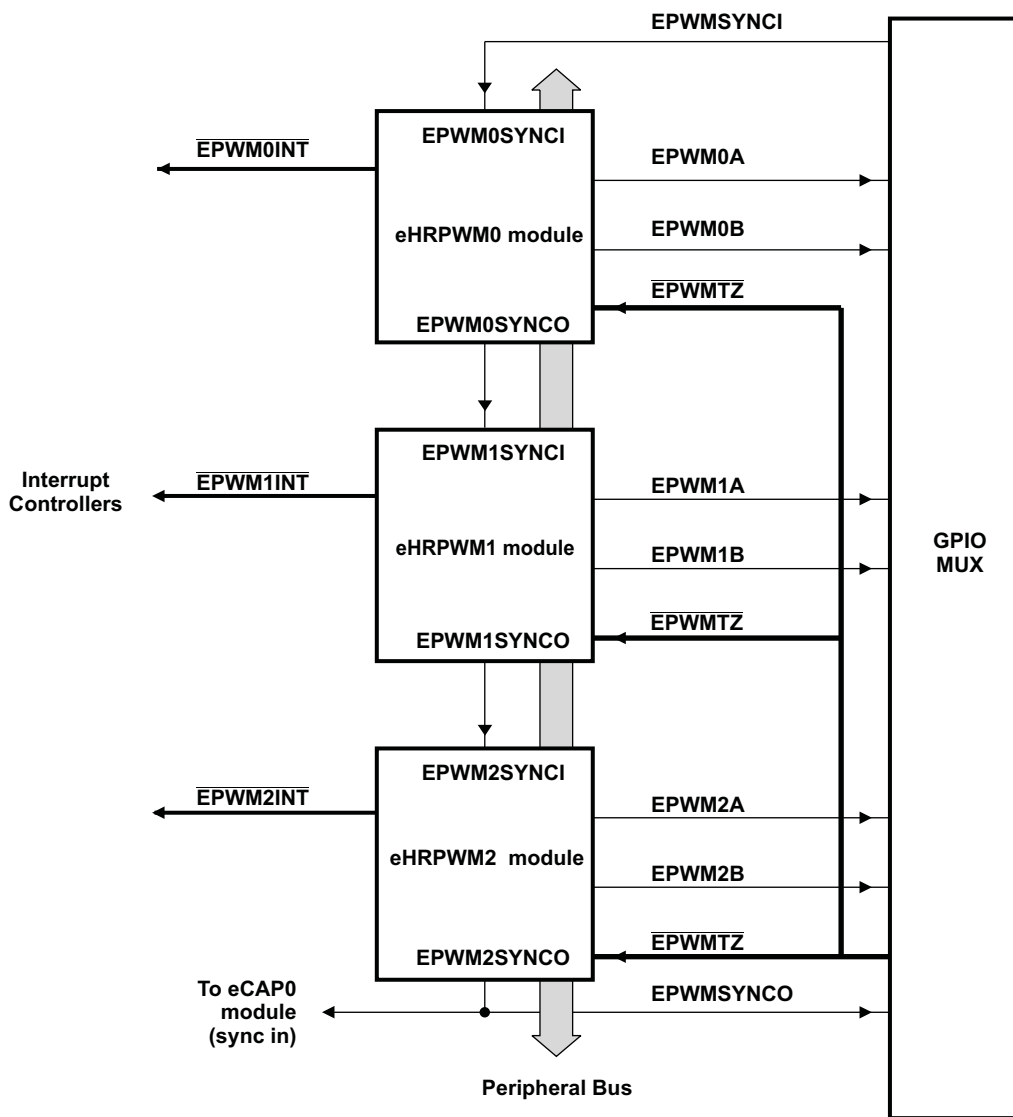 EPWMSYNCI
EPWM0SYNCI
EPWM0INT
EPWM0A
EPWM0B
eHRPWM0 module
EPWMTZ
EPWM0SYNCO
EPWM1SYNCI
Interrupt
Controllers
EPWM1INT
EPWM1A
eHRPWM1 module
EPWM1B
GPIO
MUX
EPWMTZ
EPWM1SYNCO
EPWM2SYNCI
EPWM2INT
EPWM2A
eHRPWM2 module
EPWM2B
EPWMTZ
EPWM2SYNCO
To eCAP0
module
(sync in)
EPWMSYNCO
Peripheral Bus